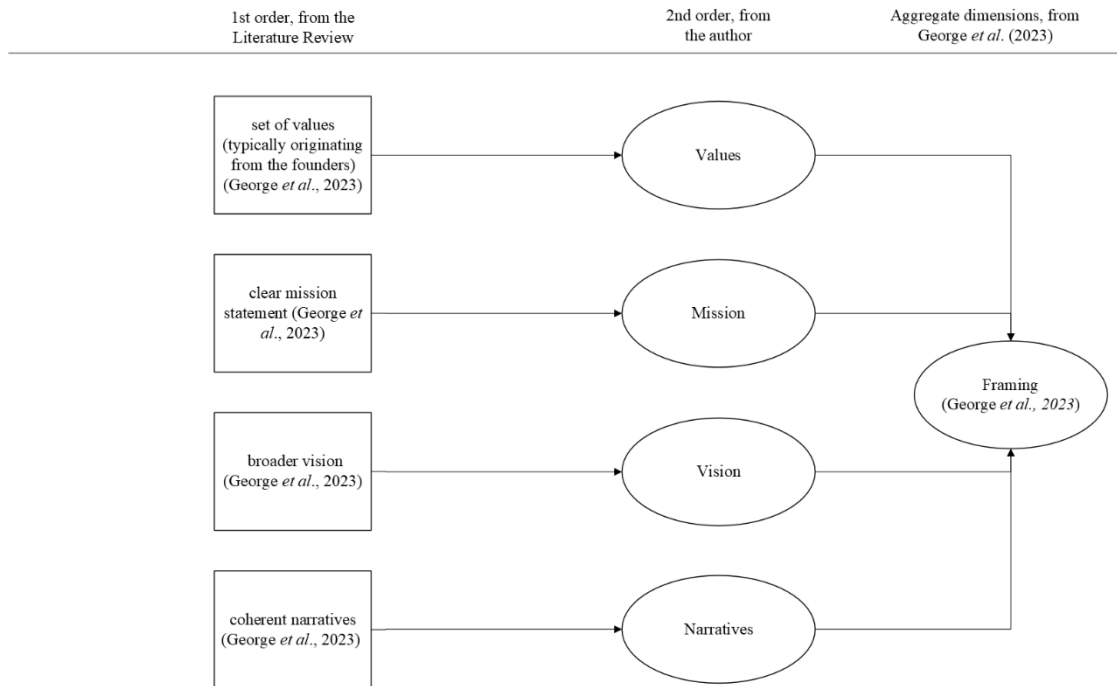 1st order, from the
Literature Review
2nd order, from
the author
Aggregate dimensions, from
George et al. (2023)
set of values
(typically originating
from the founders)
(George et al., 2023)
Values
clear mission
statement (George et
al., 2023)
Mission
Framing
(George et al., 2023)
broader vision
(George et al., 2023)
Vision
coherent narratives
(George et al., 2023)
Narratives